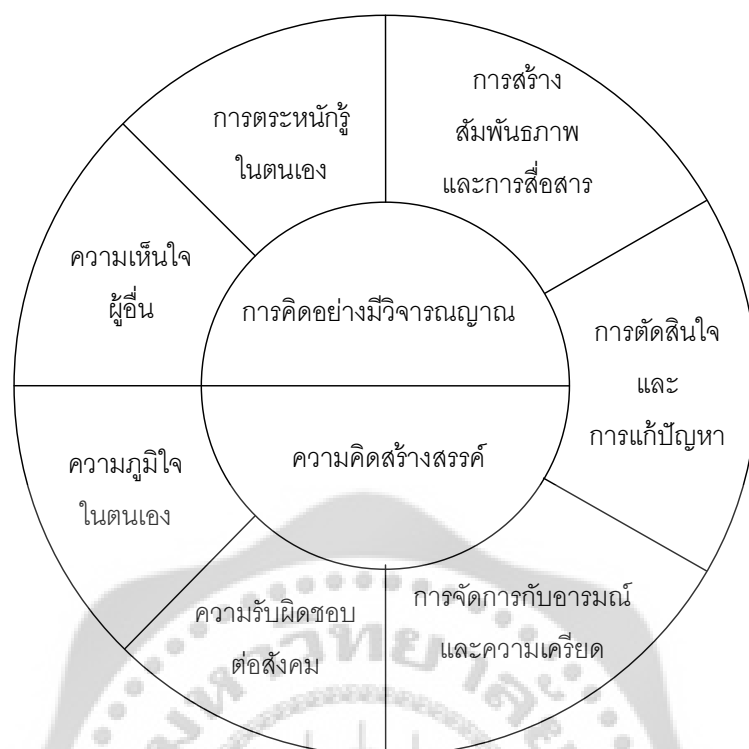 การสร้าง
สัมพันธภาพ
และการสื่อสาร
การตระหนักรู้
ในตนเอง
ความเห็นใจ
ผู้อื่น
การคิดอย่างมีวิจารณญาณ
การตัดสินใจ
และ
การแก้ปัญหา
ความคิดสร้างสรรค์
ความภูมิใจ
ในตนเอง
ความรับผิดชอบ
ต่อสังคม
การจัดการกับอารมณ์
และความเครียด